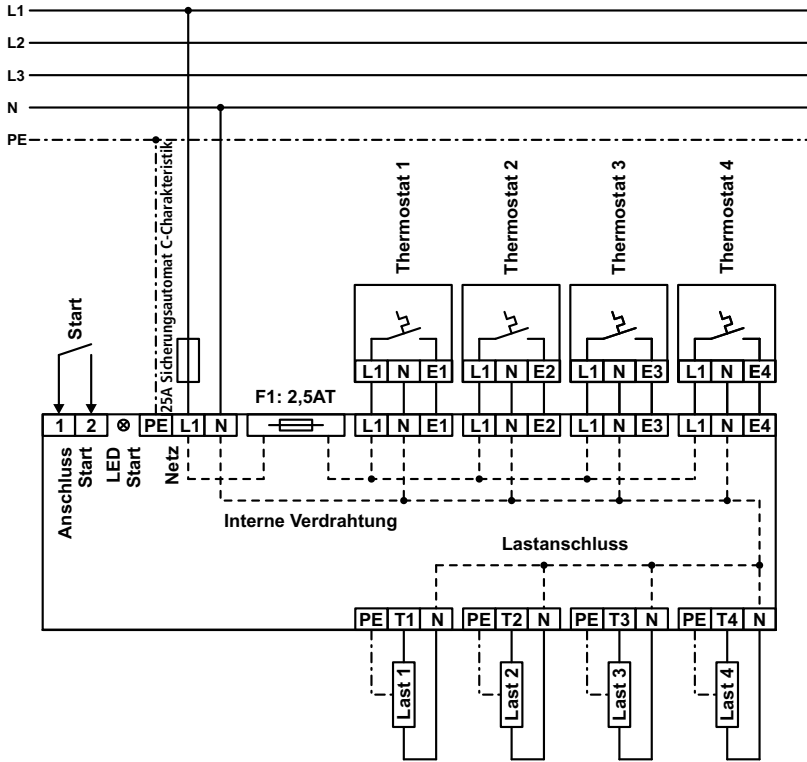 L1
L2
L3
N
PE
25A Sicherungsautomat C-Charakteristik
Thermostat 1
Thermostat 2
Thermostat 3
Thermostat 4
Start
L1 N E1
L1 N E2
L1 N E3
L1 N E4
F1: 2,5AT
1 2
PE L1 N
L1 N E1
L1 N E2
L1 N E3
L1 N E4
Anschluss
Start
LED
Start
Netz
Interne Verdrahtung
Lastanschluss
PE T1 N
PE T2 N
PE T3 N
PE T4 N
Last 1
Last 2
Last 3
Last 4